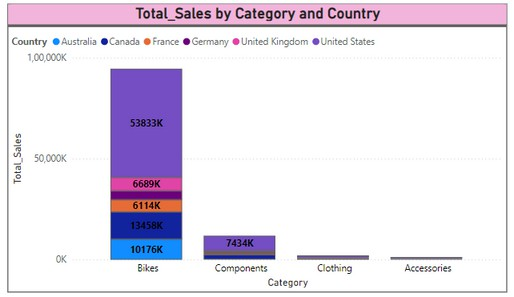 Total_Sales by Category and Country
Country Australia Canada France Germany United Kingdom United States
1,00,000K
50,000K
0K
Total_Sales
53833K
6689K
6114K
13458K
10176K
7434K
Bikes Components Clothing Accessories
Category